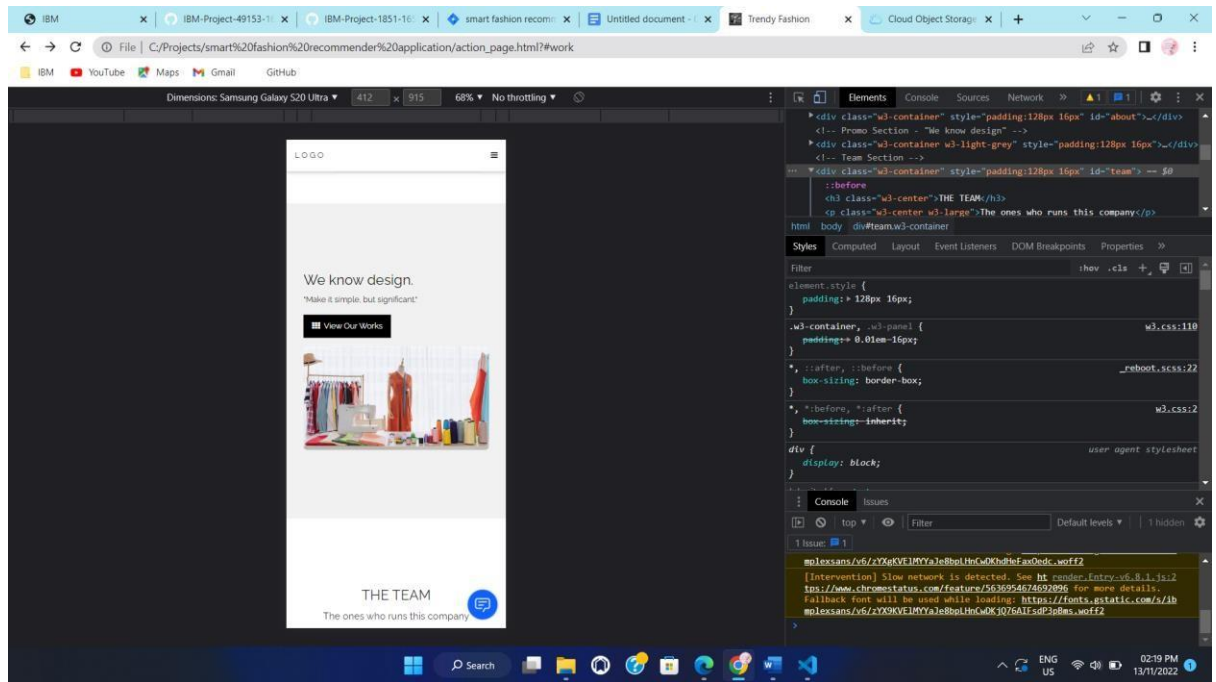 IBM
IBM-Project-49153-1
IBM-Project-1851-16
smart fashion recomm
Untitled document -
Trendy Fashion
Cloud Object Storage
File | C:/Projects/smart%20fashion%20recommender%20application/action_page.html?#work
IBM YouTube Maps Gmail GitHub
Dimensions: Samsung Galaxy S20 Ultra ▼ 412 × 915 68% ▼ No throttling ▼
LOGO
We know design.
"Make it simple, but significant"
View Our Works
THE TEAM
The ones who runs this company
Elements Console Sources Network » 1 1
<div class="w3-container" style="padding:128px 16px" id="about">…</div>
<!-- Promo Section - "We know design" -->
<div class="w3-container w3-light-grey" style="padding:128px 16px">…</div>
<!-- Team Section -->
<div class="w3-container" style="padding:128px 16px" id="team"> == $0
::before
<h3 class="w3-center">THE TEAM</h3>
<p class="w3-center w3-large">The ones who runs this company</p>
html body div#team.w3-container
Styles Computed Layout Event Listeners DOM Breakpoints Properties »
Filter :hov .cls +
element.style {
padding: 128px 16px;
}
.w3-container, .w3-panel { w3.css:110
padding: 0.01em 16px;
}
*, ::after, ::before { _reboot.scss:22
box-sizing: border-box;
}
*, *:before, *:after { w3.css:2
box-sizing: inherit;
}
div { user agent stylesheet
display: block;
}
Console Issues
top ▼ Filter Default levels ▼ 1 hidden
1 Issue: 1
[Intervention] Slow network is detected. See ht render.Entry-v6.8.1.js:2
tps://www.chromestatus.com/feature/5636954674692096 for more details.
Fallback font will be used while loading: https://fonts.gstatic.com/s/ib
Search
ENG
US
02:19 PM
13/11/2022
1